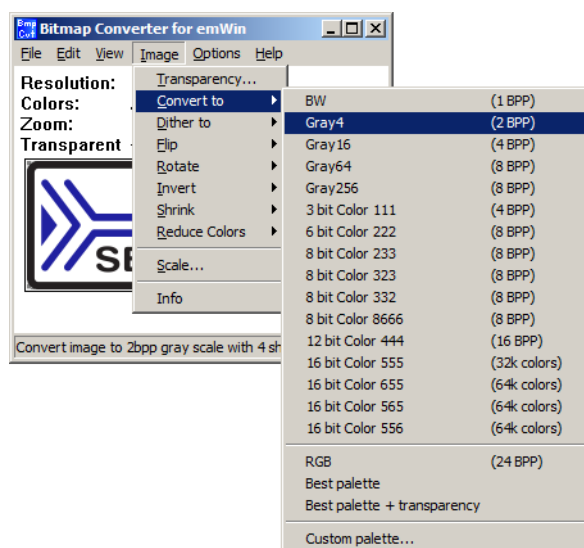 Bmp Cvt Bitmap Converter for emWin
File Edit View Image Options Help
Resolution:
Colors:
Zoom:
Transparent
SE
Convert image to 2bpp gray scale with 4 sh
Transparency...
Convert to
Dither to
Flip
Rotate
Invert
Shrink
Reduce Colors
Scale...
Info
BW (1 BPP)
Gray4 (2 BPP)
Gray16 (4 BPP)
Gray64 (8 BPP)
Gray256 (8 BPP)
3 bit Color 111 (4 BPP)
6 bit Color 222 (8 BPP)
8 bit Color 233 (8 BPP)
8 bit Color 323 (8 BPP)
8 bit Color 332 (8 BPP)
8 bit Color 8666 (8 BPP)
12 bit Color 444 (16 BPP)
16 bit Color 555 (32k colors)
16 bit Color 655 (64k colors)
16 bit Color 565 (64k colors)
16 bit Color 556 (64k colors)
RGB (24 BPP)
Best palette
Best palette + transparency
Custom palette...